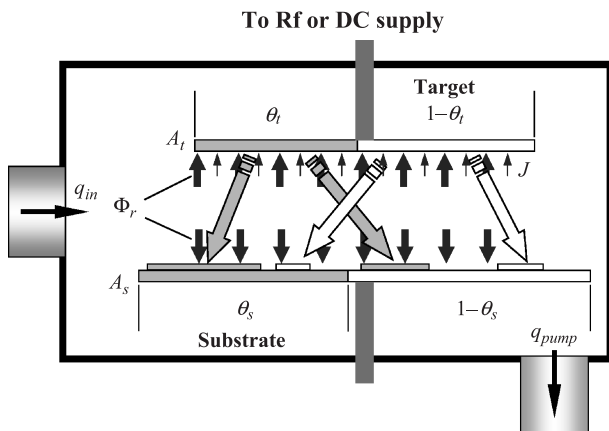 To Rf or DC supply
Target
θt
1–θt
At
J
qin
Φr
As
θs
1–θs
Substrate
qpump